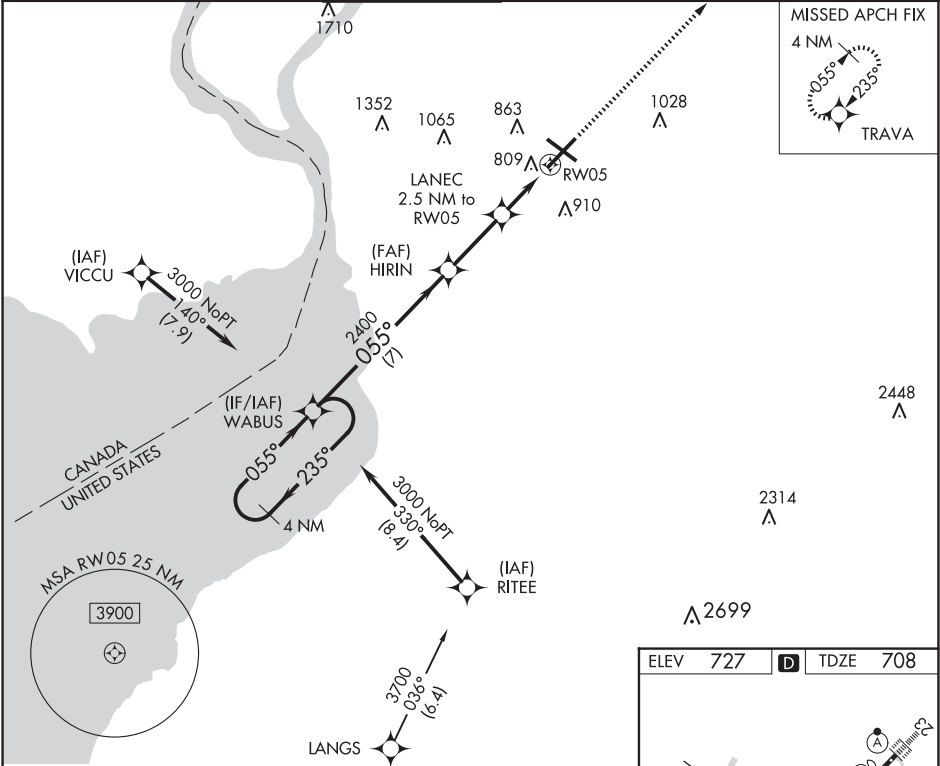 1710
MISSED APCH FIX
4 NM
055°
235°
TRAVA
1352
1065
863
1028
809
RW05
LANEC
2.5 NM to
RW05
910
(FAF)
HIRIN
(IAF)
VICCU
3000 NoPT
140°
(7.9)
2400
055°
(7)
(IF/IAF)
WABUS
2448
055°
235°
CANADA
UNITED STATES
4 NM
3000 NoPT
330°
(8.4)
2314
(IAF)
RITEE
MSA RW05 25 NM
3900
2699
ELEV 727 D TDZE 708
3700
036°
(6.4)
LANGS
A
23